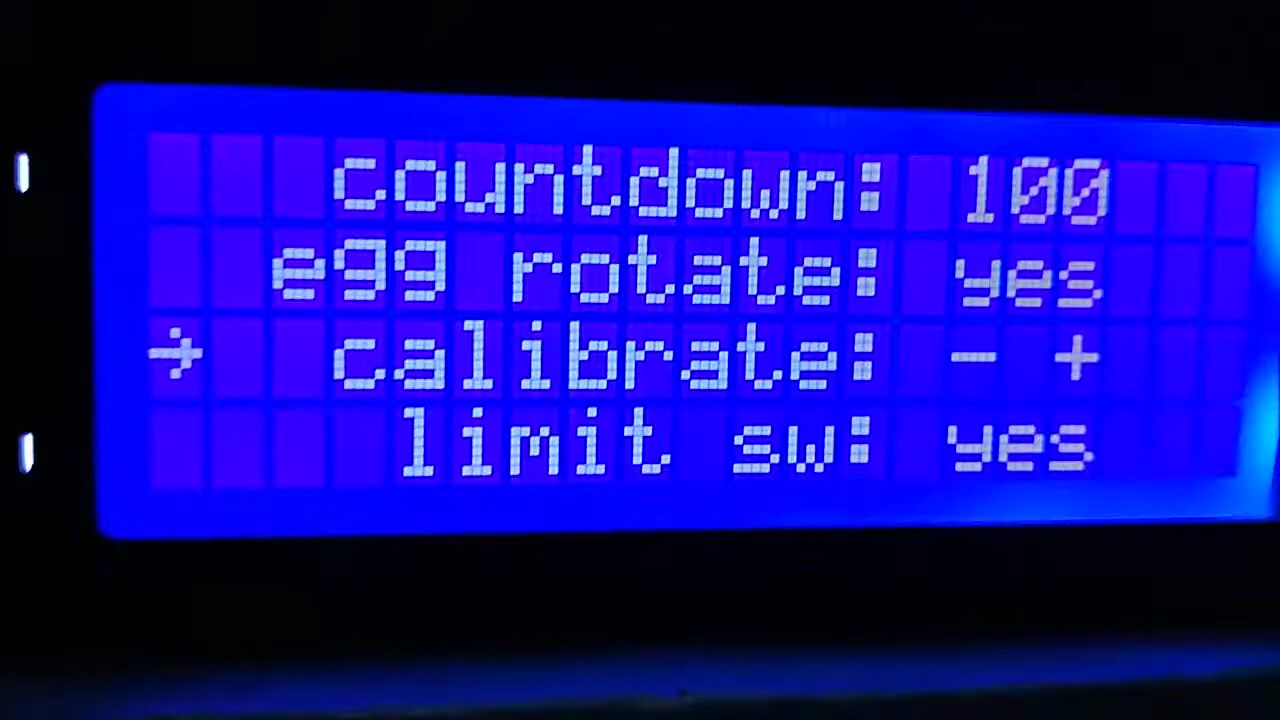 countdown: 100
egg rotate: yes
→ calibrate: - +
limit sw: yes